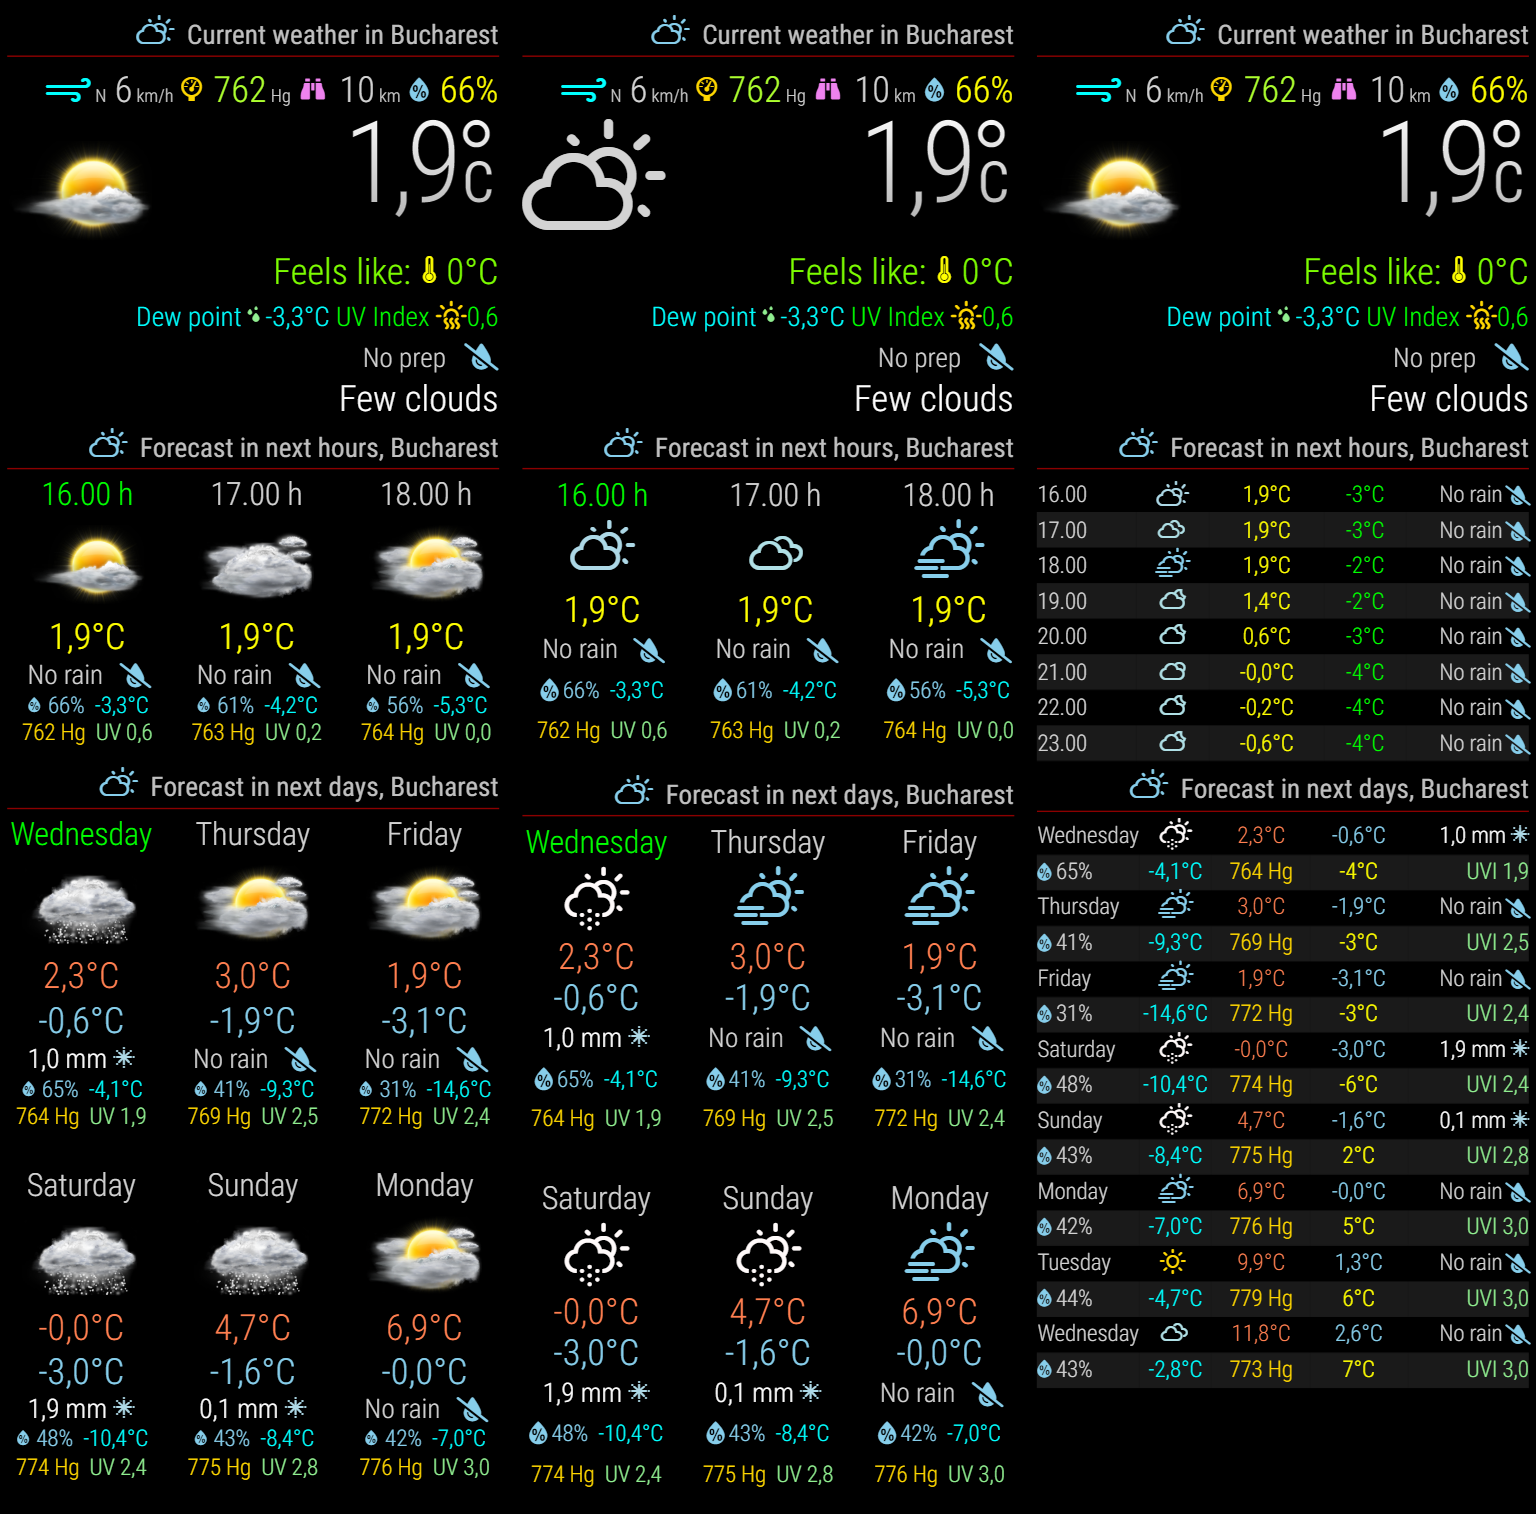 Current weather in Bucharest
N 6 km/h 762 Hg 10 km 66%
1,9°C
Feels like: 0°C
Dew point -3,3°C UV Index 0,6
No prep
Few clouds
Forecast in next hours, Bucharest
16.00 h 17.00 h 18.00 h
1,9°C 1,9°C 1,9°C
No rain No rain No rain
66% -3,3°C 61% -4,2°C 56% -5,3°C
762 Hg UV 0,6 763 Hg UV 0,2 764 Hg UV 0,0
Forecast in next days, Bucharest
Wednesday Thursday Friday
2,3°C 3,0°C 1,9°C
-0,6°C -1,9°C -3,1°C
1,0 mm No rain No rain
65% -4,1°C 41% -9,3°C 31% -14,6°C
764 Hg UV 1,9 769 Hg UV 2,5 772 Hg UV 2,4
Saturday Sunday Monday
-0,0°C 4,7°C 6,9°C
-3,0°C -1,6°C -0,0°C
1,9 mm 0,1 mm No rain
48% -10,4°C 43% -8,4°C 42% -7,0°C
774 Hg UV 2,4 775 Hg UV 2,8 776 Hg UV 3,0
Current weather in Bucharest
N 6 km/h 762 Hg 10 km 66%
1,9°C
Feels like: 0°C
Dew point -3,3°C UV Index 0,6
No prep
Few clouds
Forecast in next hours, Bucharest
16.00 h 17.00 h 18.00 h
1,9°C 1,9°C 1,9°C
No rain No rain No rain
66% -3,3°C 61% -4,2°C 56% -5,3°C
762 Hg UV 0,6 763 Hg UV 0,2 764 Hg UV 0,0
Forecast in next days, Bucharest
Wednesday Thursday Friday
2,3°C 3,0°C 1,9°C
-0,6°C -1,9°C -3,1°C
1,0 mm No rain No rain
65% -4,1°C 41% -9,3°C 31% -14,6°C
764 Hg UV 1,9 769 Hg UV 2,5 772 Hg UV 2,4
Saturday Sunday Monday
-0,0°C 4,7°C 6,9°C
-3,0°C -1,6°C -0,0°C
1,9 mm 0,1 mm No rain
48% -10,4°C 43% -8,4°C 42% -7,0°C
774 Hg UV 2,4 775 Hg UV 2,8 776 Hg UV 3,0
Current weather in Bucharest
N 6 km/h 762 Hg 10 km 66%
1,9°C
Feels like: 0°C
Dew point -3,3°C UV Index 0,6
No prep
Few clouds
Forecast in next hours, Bucharest
16.00 1,9°C -3°C No rain
17.00 1,9°C -3°C No rain
18.00 1,9°C -2°C No rain
19.00 1,4°C -2°C No rain
20.00 0,6°C -3°C No rain
21.00 -0,0°C -4°C No rain
22.00 -0,2°C -4°C No rain
23.00 -0,6°C -4°C No rain
Forecast in next days, Bucharest
Wednesday 2,3°C -0,6°C 1,0 mm
65% -4,1°C 764 Hg -4°C UVI 1,9
Thursday 3,0°C -1,9°C No rain
41% -9,3°C 769 Hg -3°C UVI 2,5
Friday 1,9°C -3,1°C No rain
31% -14,6°C 772 Hg -3°C UVI 2,4
Saturday -0,0°C -3,0°C 1,9 mm
48% -10,4°C 774 Hg -6°C UVI 2,4
Sunday 4,7°C -1,6°C 0,1 mm
43% -8,4°C 775 Hg 2°C UVI 2,8
Monday 6,9°C -0,0°C No rain
42% -7,0°C 776 Hg 5°C UVI 3,0
Tuesday 9,9°C 1,3°C No rain
44% -4,7°C 779 Hg 6°C UVI 3,0
Wednesday 11,8°C 2,6°C No rain
43% -2,8°C 773 Hg 7°C UVI 3,0